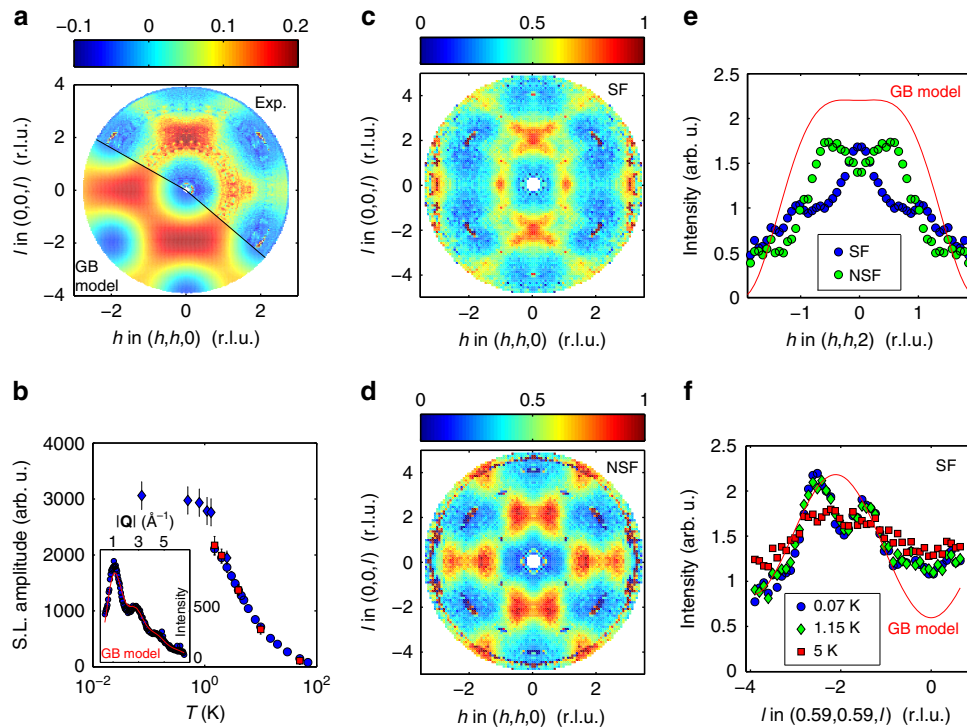 a
−0.1 0 0.1 0.2
Exp.
GB
model
4
2
0
−2
−4
l in (0,0,l) (r.l.u.)
−2 0 2
h in (h,h,0) (r.l.u.)
c
0 0.5 1
SF
4
2
0
−2
−4
l in (0,0,l) (r.l.u.)
−2 0 2
h in (h,h,0) (r.l.u.)
e
GB model
2.5
2
1.5
1
0.5
0
Intensity (arb. u.)
SF
NSF
−1 0 1
h in (h,h,2) (r.l.u.)
b
4000
3000
2000
1000
0
S.L. amplitude (arb. u.)
|Q| (Å⁻¹)
1 3 5
500
0
Intensity
GB model
10⁻² 10⁰ 10²
T (K)
d
0 0.5 1
NSF
4
2
0
−2
−4
l in (0,0,l) (r.l.u.)
−2 0 2
h in (h,h,0) (r.l.u.)
f
SF
2.5
2
1.5
1
0.5
Intensity (arb. u.)
0.07 K
1.15 K
5 K
GB model
−4 −2 0
l in (0.59,0.59,l) (r.l.u.)